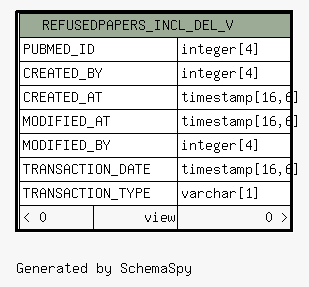 REFUSEDPAPERS_INCL_DEL_V
PUBMED_ID integer[4]
CREATED_BY integer[4]
CREATED_AT timestamp[16,6]
MODIFIED_AT timestamp[16,6]
MODIFIED_BY integer[4]
TRANSACTION_DATE timestamp[16,6]
TRANSACTION_TYPE varchar[1]
< 0 view 0 >
Generated by SchemaSpy